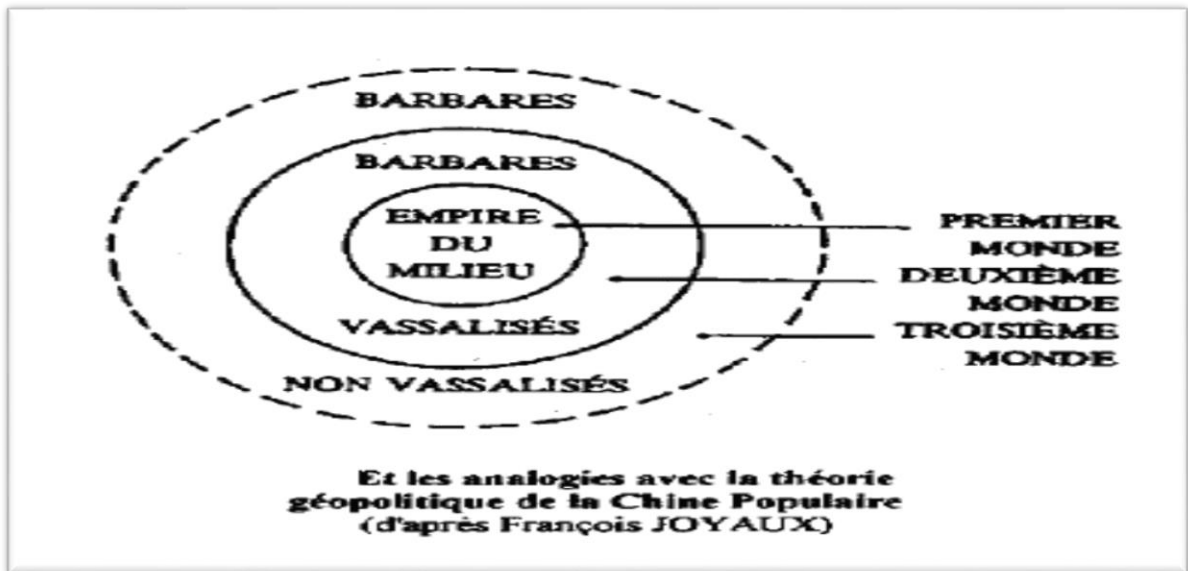 BARBARES
BARBARES
EMPIRE
DU
MILIEU
VASSALISÉS
NON VASSALISÉS
PREMIER
MONDE
DEUXIÈME
MONDE
TROISIÈME
MONDE
Et les analogies avec la théorie
géopolitique de la Chine Populaire
(d'après François JOYAUX)